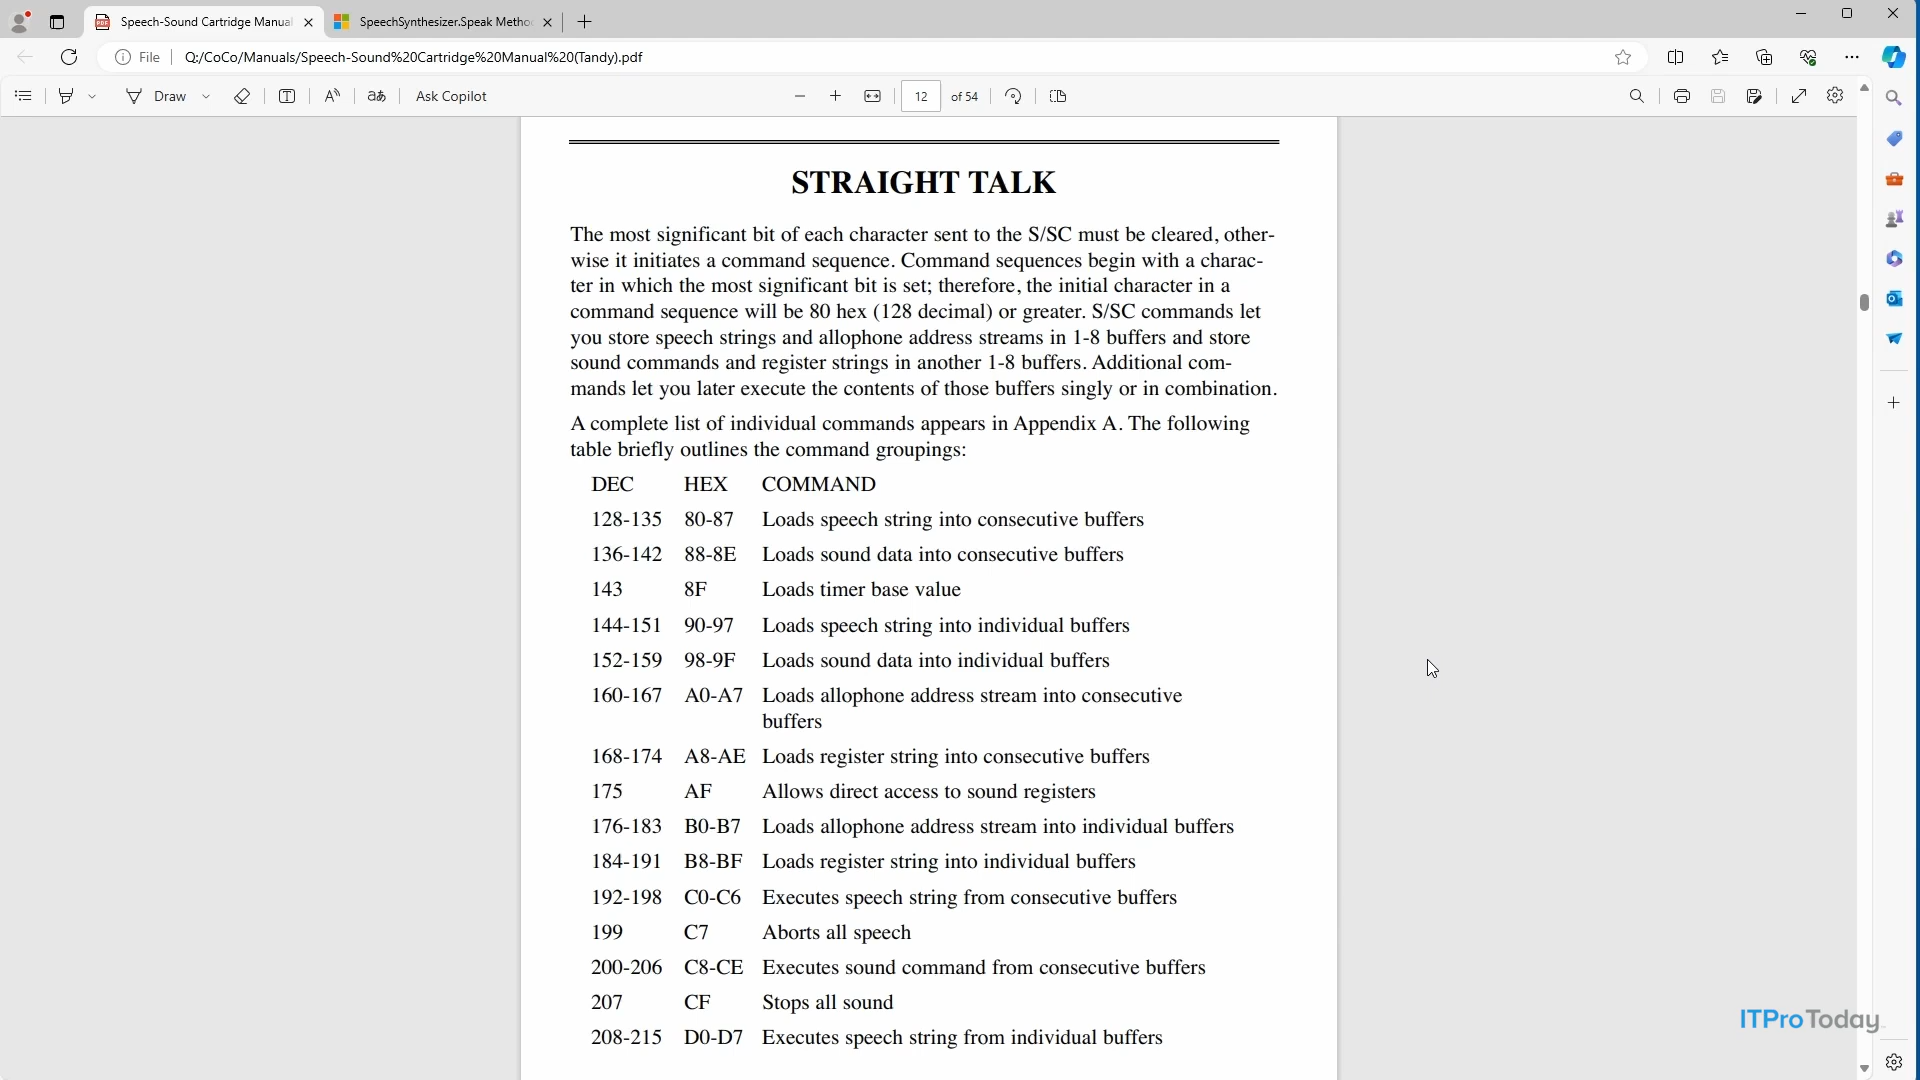 Speech-Sound Cartridge Manual
SpeechSynthesizer.Speak Metho
File
Q:/CoCo/Manuals/Speech-Sound%20Cartridge%20Manual%20(Tandy).pdf
Draw
aあ
Ask Copilot
12 of 54
STRAIGHT TALK
The most significant bit of each character sent to the S/SC must be cleared, other-
wise it initiates a command sequence. Command sequences begin with a charac-
ter in which the most significant bit is set; therefore, the initial character in a
command sequence will be 80 hex (128 decimal) or greater. S/SC commands let
you store speech strings and allophone address streams in 1-8 buffers and store
sound commands and register strings in another 1-8 buffers. Additional com-
mands let you later execute the contents of those buffers singly or in combination.
A complete list of individual commands appears in Appendix A. The following
table briefly outlines the command groupings:
DEC HEX COMMAND
128-135 80-87 Loads speech string into consecutive buffers
136-142 88-8E Loads sound data into consecutive buffers
143 8F Loads timer base value
144-151 90-97 Loads speech string into individual buffers
152-159 98-9F Loads sound data into individual buffers
160-167 A0-A7 Loads allophone address stream into consecutive
buffers
168-174 A8-AE Loads register string into consecutive buffers
175 AF Allows direct access to sound registers
176-183 B0-B7 Loads allophone address stream into individual buffers
184-191 B8-BF Loads register string into individual buffers
192-198 C0-C6 Executes speech string from consecutive buffers
199 C7 Aborts all speech
200-206 C8-CE Executes sound command from consecutive buffers
207 CF Stops all sound
208-215 D0-D7 Executes speech string from individual buffers
ITPro Today